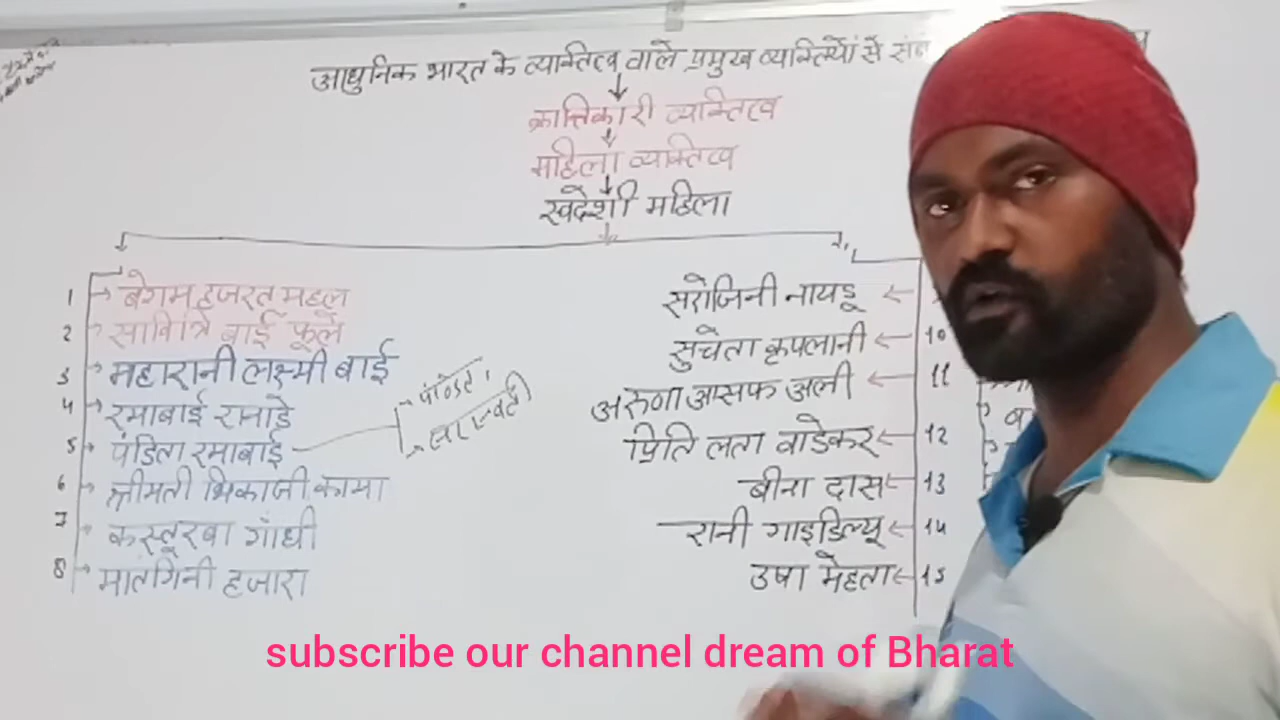 आधुनिक भारत के व्यक्तित्व वाले प्रमुख व्यक्तियों से
क्रान्तिकारी व्यक्तित्व
महिला व्यक्तित्व
स्वदेशी महिला
1 बेगम हजरत महल
2 सावित्रि बाई फूले
3 महारानी लक्ष्मी बाई
4 रमाबाई रानाडे
5 पंडिता रमाबाई
6 श्रीमती भिकाजी कामा
7 कस्तूरबा गाँधी
8 मातंगिनी हजारा
सरोजिनी नायडू
सुचेता कृपलानी 10
अरुणा आसफ अली 11
प्रिति लता वाडेकर 12
बीना दास 13
रानी गाइडिल्यू 14
उषा मेहता 15
subscribe our channel dream of Bharat